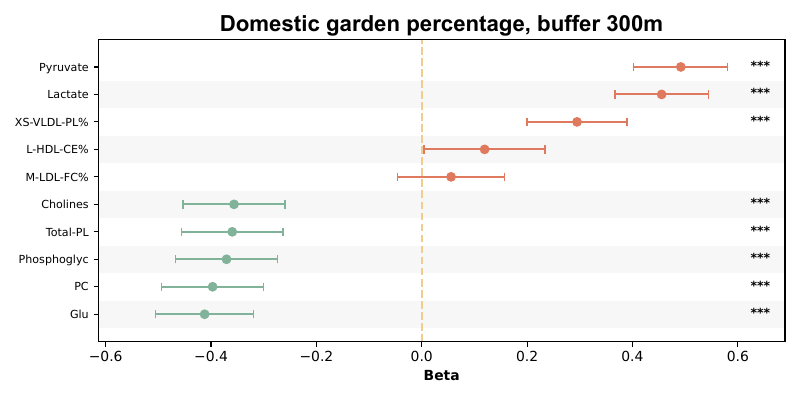 Domestic garden percentage, buffer 300m
Pyruvate ***
Lactate ***
XS-VLDL-PL% ***
L-HDL-CE%
M-LDL-FC%
Cholines ***
Total-PL ***
Phosphoglyc ***
PC ***
Glu ***
−0.6 −0.4 −0.2 0.0 0.2 0.4 0.6
Beta